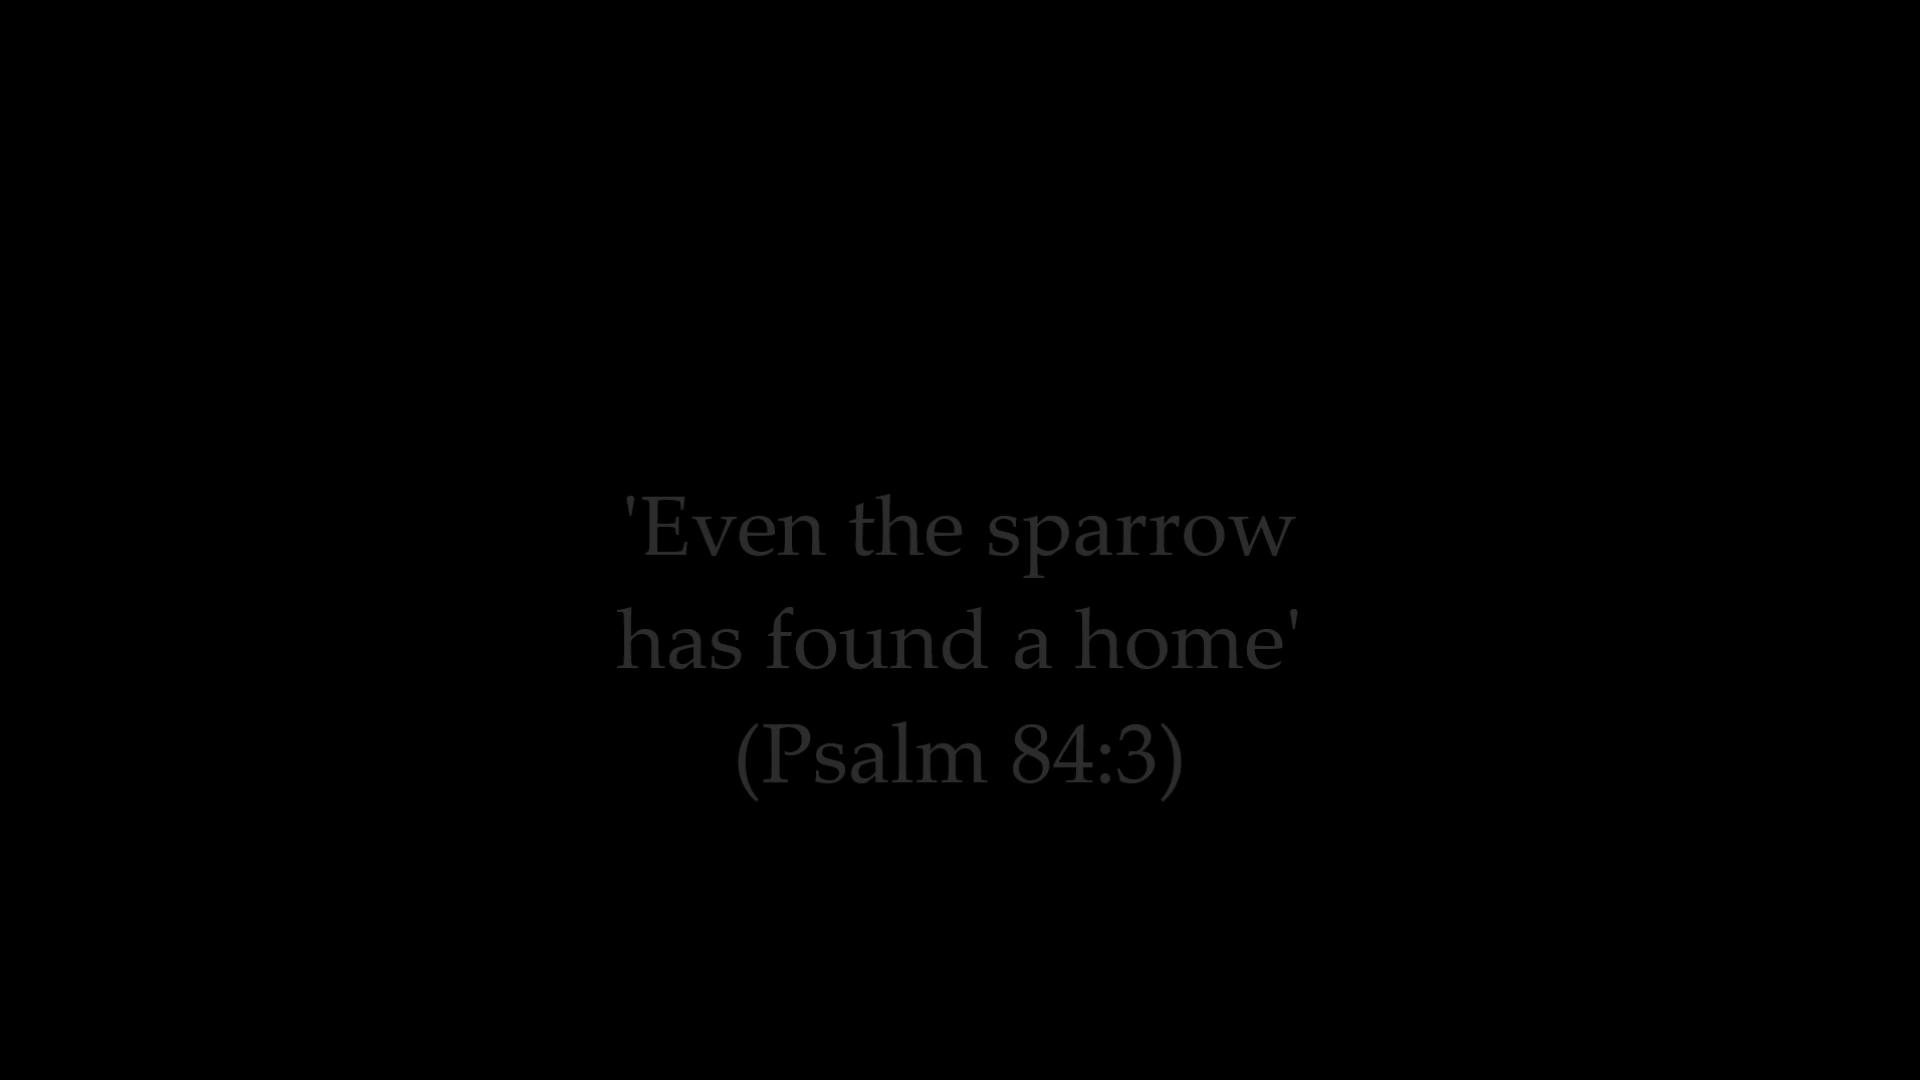 'Even the sparrow
has found a home'
(Psalm 84:3)